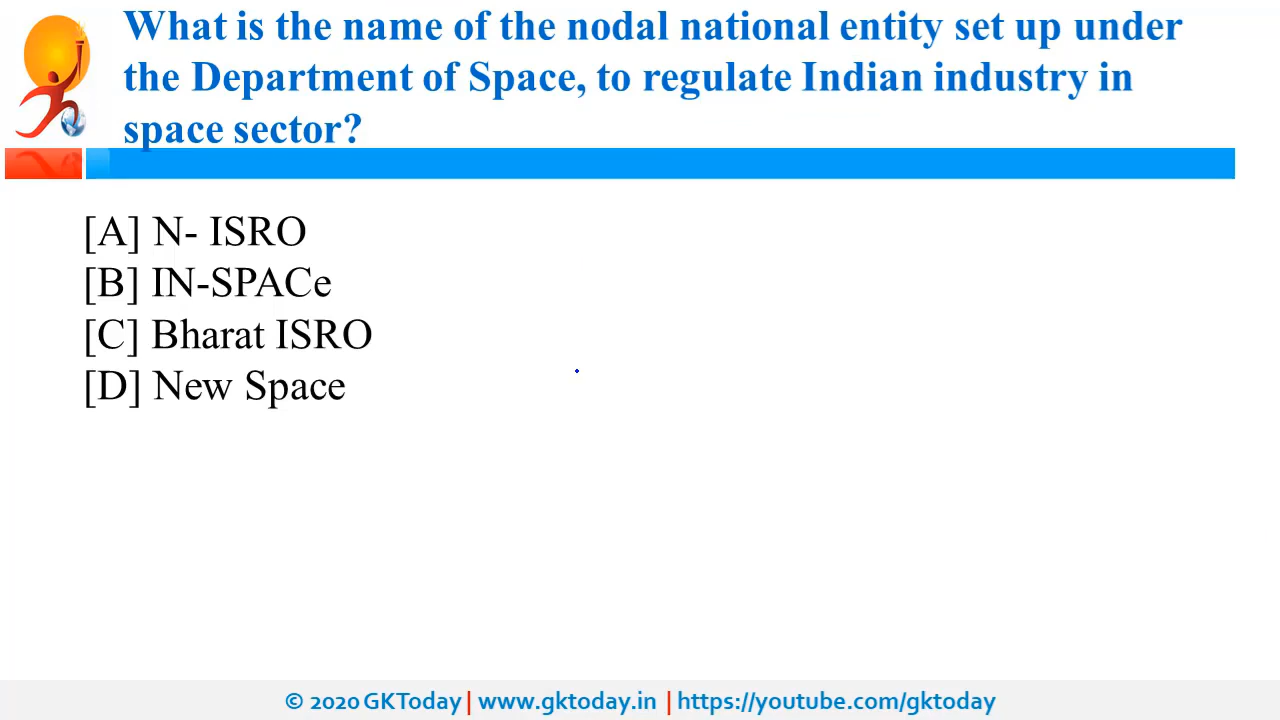 What is the name of the nodal national entity set up under
the Department of Space, to regulate Indian industry in
space sector?
[A] N- ISRO
[B] IN-SPACe
[C] Bharat ISRO
[D] New Space
© 2020 GKToday | www.gktoday.in | https://youtube.com/gktoday